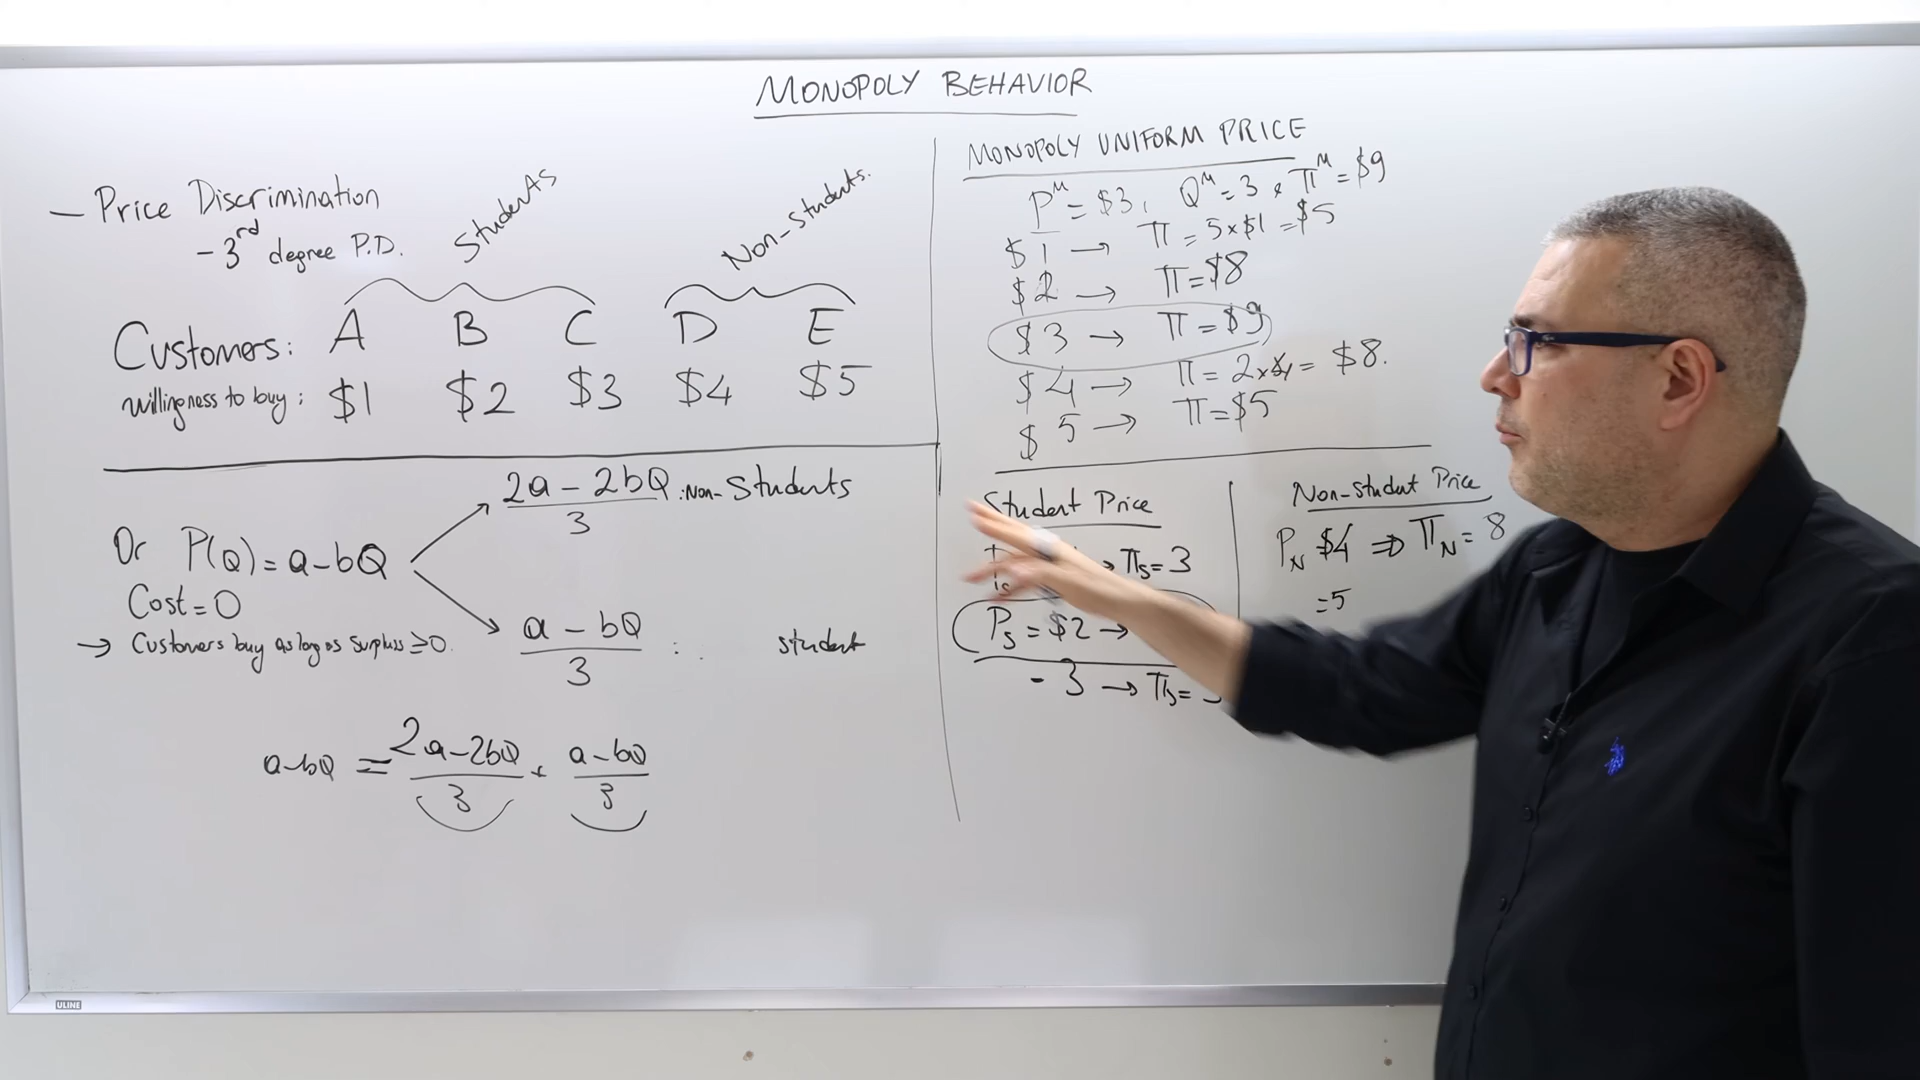 MONOPOLY BEHAVIOR
- Price Discrimination
- 3rd degree P.D.
Students
Non-Students.
Customers: A B C D E
willingness to buy: $1 $2 $3 $4 $5
Or P(Q) = a - bQ
2a - 2bQ / 3 : Non-Students
Cost = 0
→ Customers buy as long as surplus ≥ 0.
a - bQ / 3 : student
a-bQ = 2a-2bQ / 3 + a-bQ / 3
MONOPOLY UNIFORM PRICE
P^M = $3, Q^M = 3, π^M = $9
$1 → π = 5×$1 = $5
$2 → π = $8
$3 → π = $9
$4 → π = 2×$4 = $8.
$5 → π = $5
Student Price
→ πs = 3
Ps = $2 →
- 3 → πs =
Non-Student Price
P_N $4 ⇒ π_N = 8
= 5
ULINE